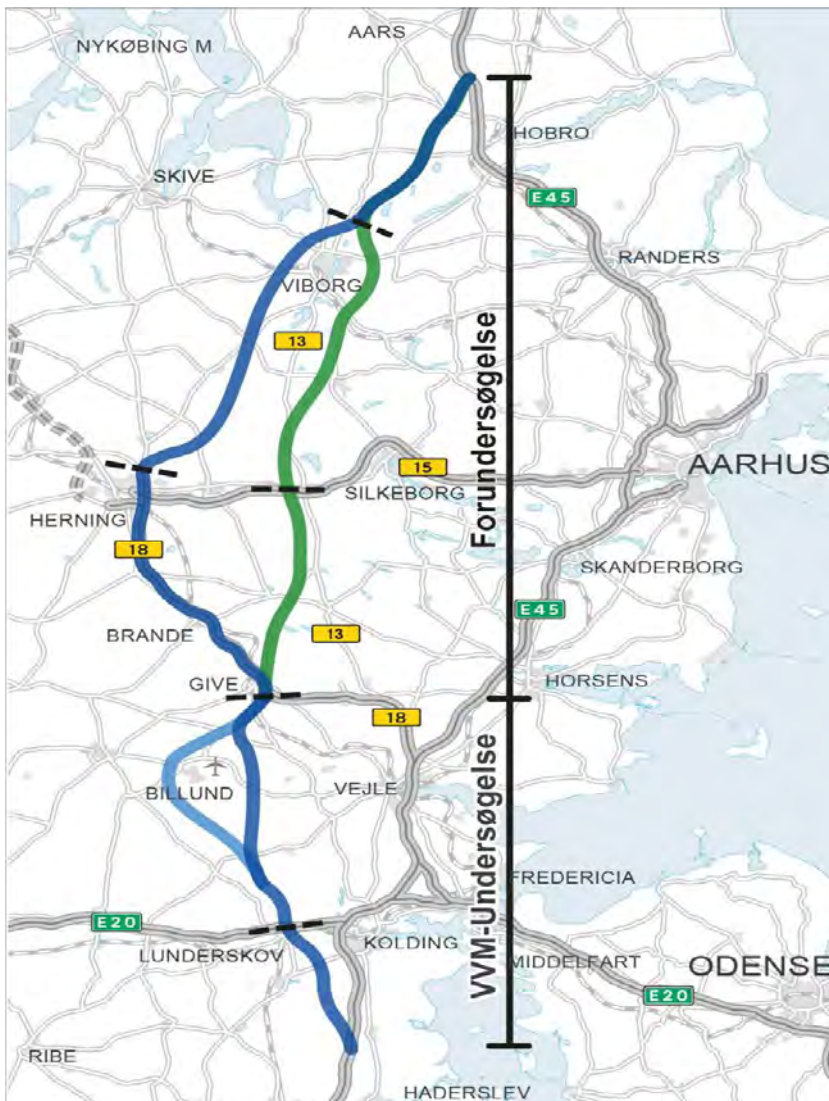 AARS
NYKØBING M
HOBRO
SKIVE
E45
RANDERS
VIBORG
13
Forundersøgelse
15
AARHUS
SILKEBORG
HERNING
18
SKANDERBORG
E45
BRANDE
13
GIVE
HORSENS
18
VVM-Undersøgelse
VEJLE
BILLUND
FREDERICIA
E20
KOLDING
LUNDERSKOV
MIDDELFART
ODENSE
E20
RIBE
HADERSLEV